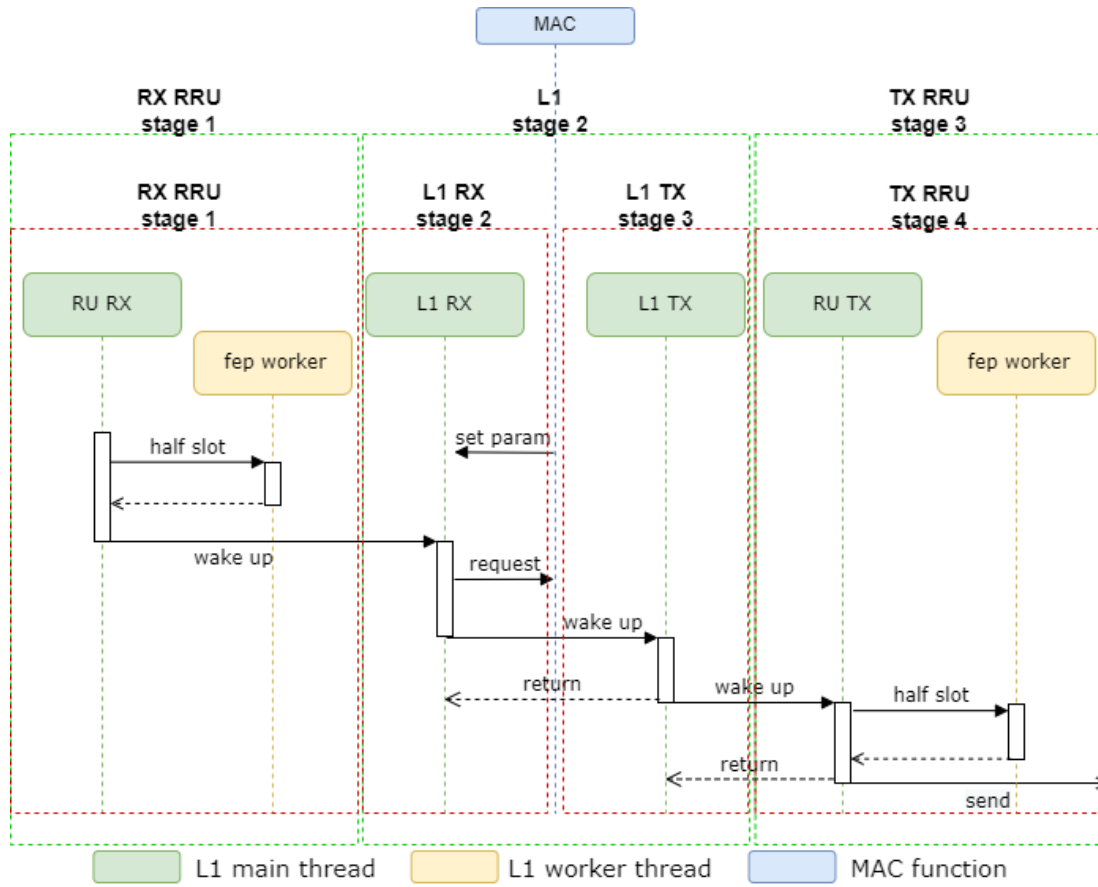 MAC
RX RRU
stage 1
L1
stage 2
TX RRU
stage 3
RX RRU
stage 1
L1 RX
stage 2
L1 TX
stage 3
TX RRU
stage 4
RU RX
L1 RX
L1 TX
RU TX
fep worker
fep worker
set param
half slot
wake up
request
wake up
return
wake up
half slot
return
send
L1 main thread
L1 worker thread
MAC function